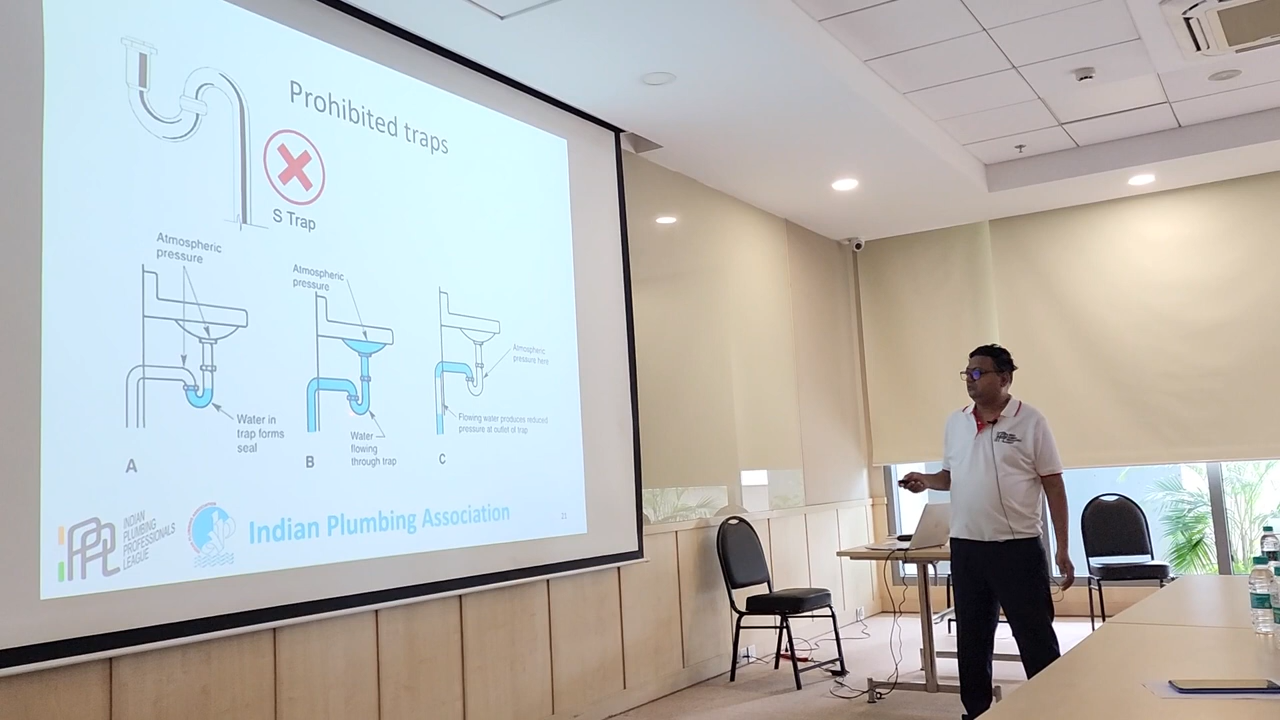 Prohibited traps
S Trap
Atmospheric
pressure
Atmospheric
pressure
Atmospheric
pressure here
Water in
trap forms
seal
Water
flowing
through trap
Flowing water produces reduced
pressure at outlet of trap
A
B
C
INDIAN
PLUMBING
PROFESSIONALS
LEAGUE
Indian Plumbing Association